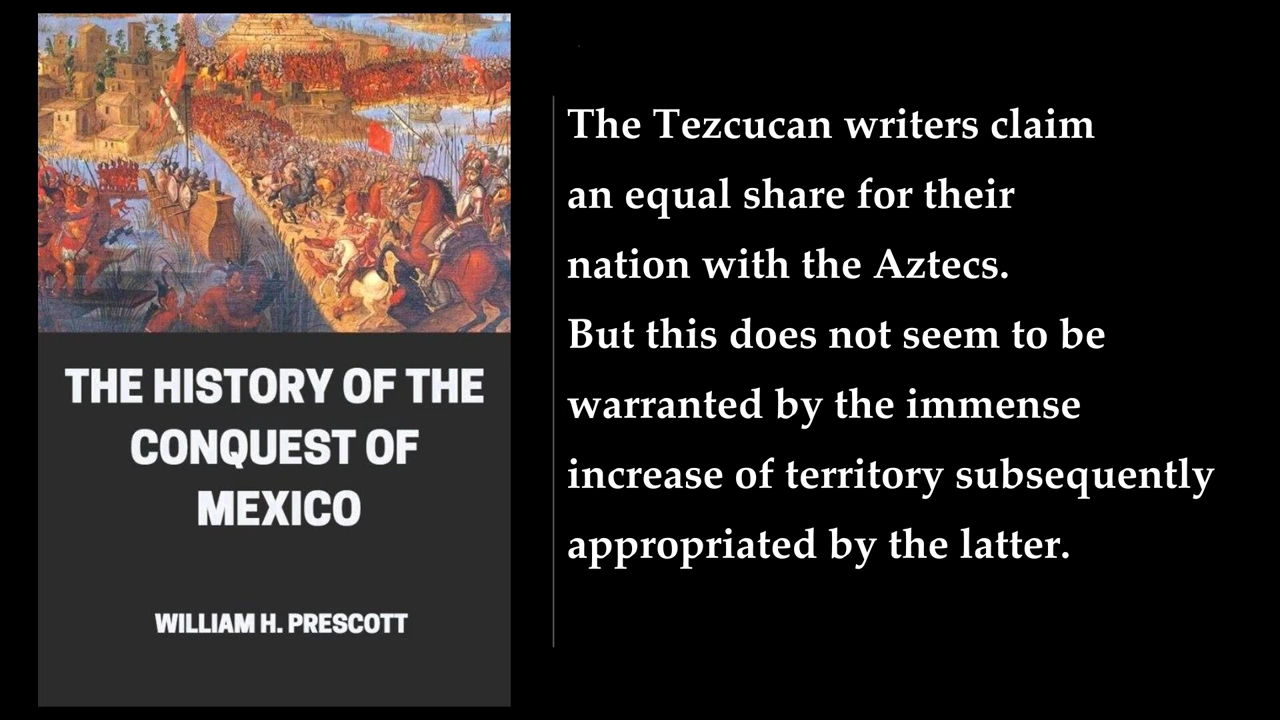 THE HISTORY OF THE
CONQUEST OF
MEXICO
WILLIAM H. PRESCOTT
The Tezcucan writers claim
an equal share for their
nation with the Aztecs.
But this does not seem to be
warranted by the immense
increase of territory subsequently
appropriated by the latter.